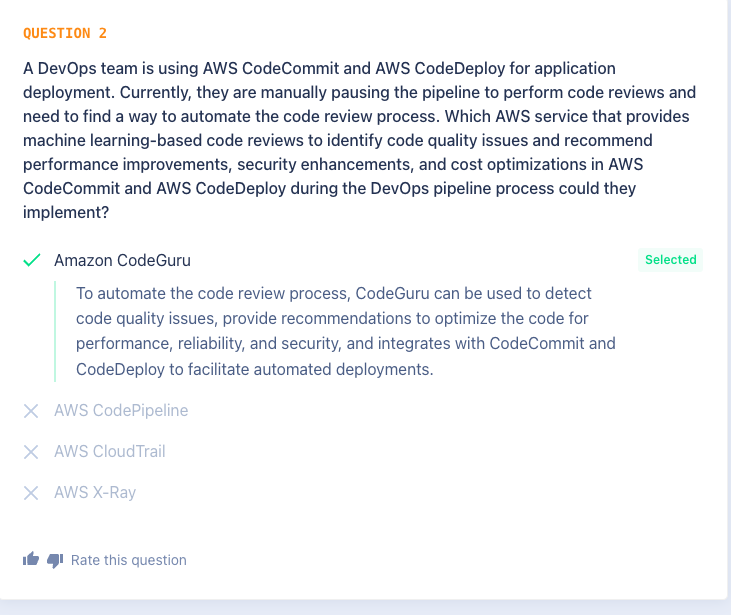 QUESTION 2
A DevOps team is using AWS CodeCommit and AWS CodeDeploy for application
deployment. Currently, they are manually pausing the pipeline to perform code reviews and
need to find a way to automate the code review process. Which AWS service that provides
machine learning-based code reviews to identify code quality issues and recommend
performance improvements, security enhancements, and cost optimizations in AWS
CodeCommit and AWS CodeDeploy during the DevOps pipeline process could they
implement?
Amazon CodeGuru
Selected
To automate the code review process, CodeGuru can be used to detect
code quality issues, provide recommendations to optimize the code for
performance, reliability, and security, and integrates with CodeCommit and
CodeDeploy to facilitate automated deployments.
AWS CodePipeline
AWS CloudTrail
AWS X-Ray
Rate this question